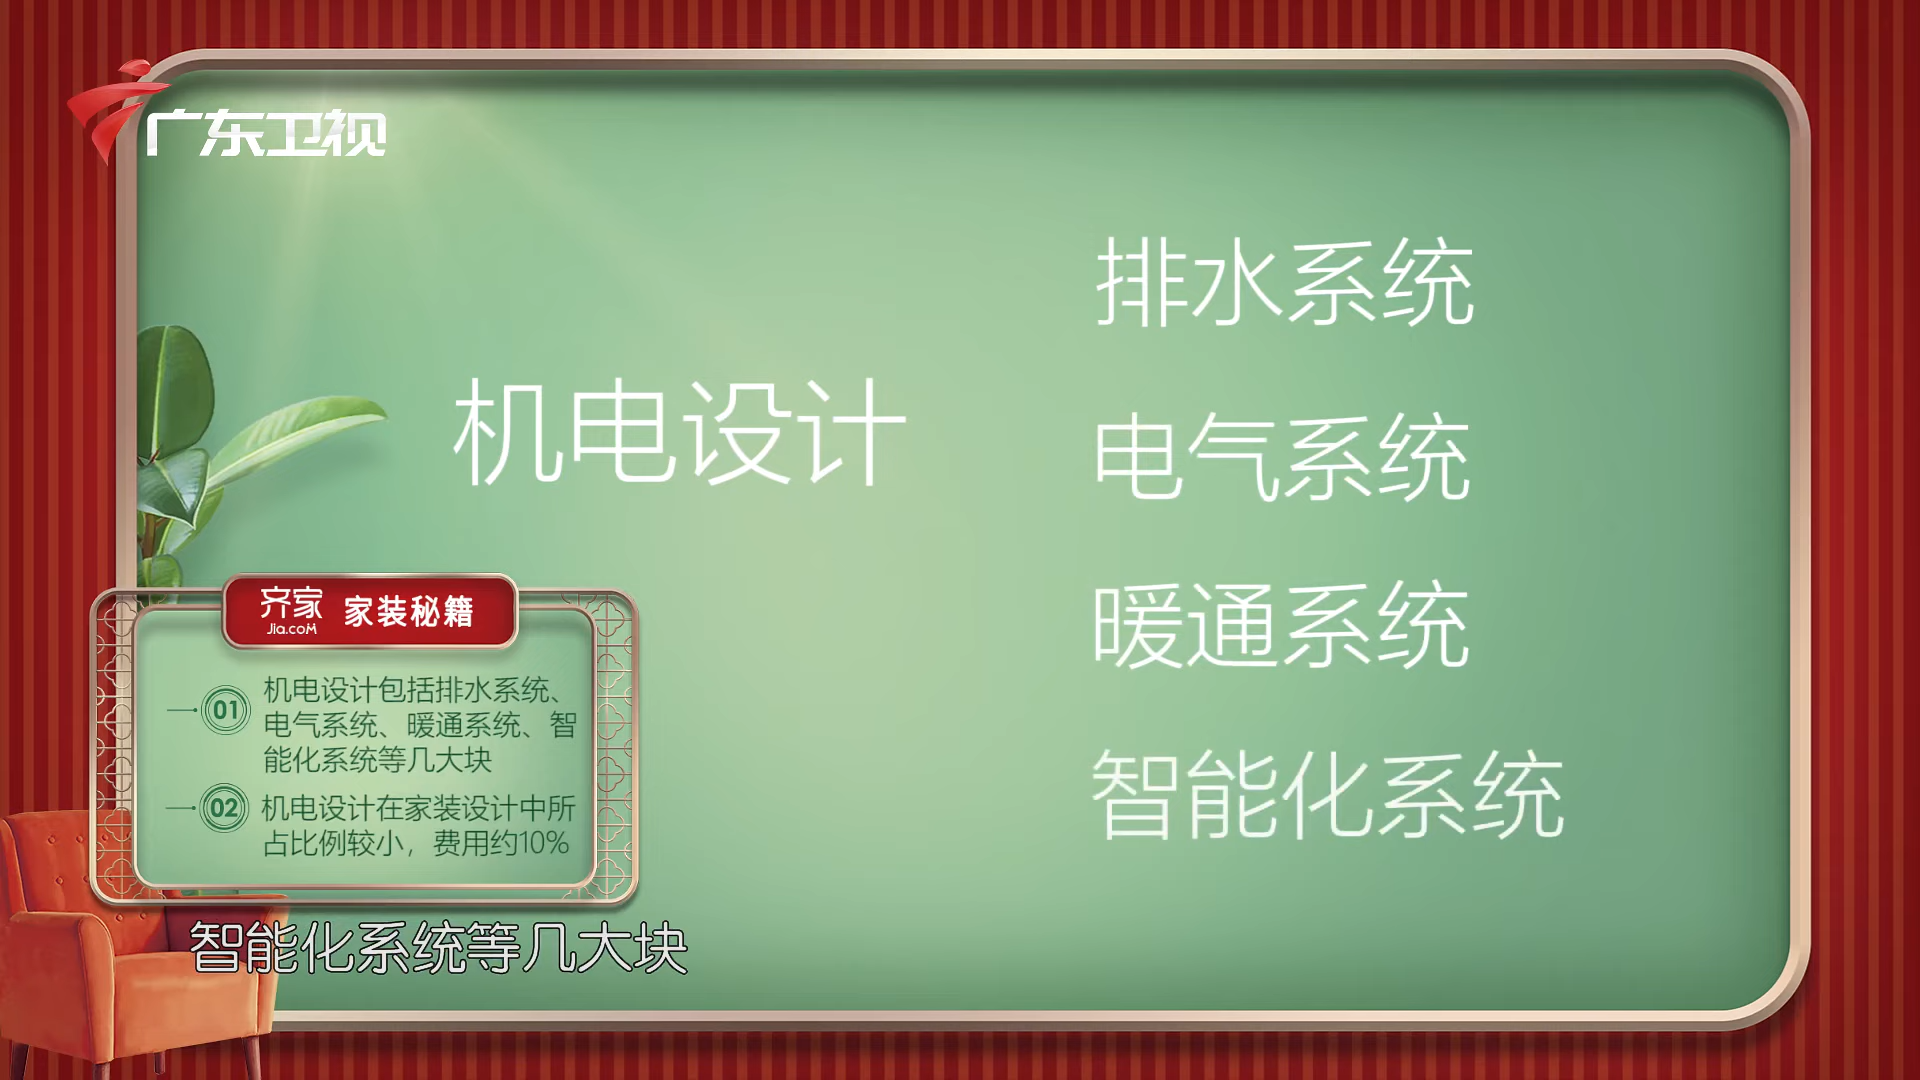 广东卫视
排水系统
机电设计
电气系统
暖通系统
智能化系统
齐家 家装秘籍
Jia.coM
01 机电设计包括排水系统、
电气系统、暖通系统、智
能化系统等几大块
02 机电设计在家装设计中所
占比例较小，费用约10%
智能化系统等几大块